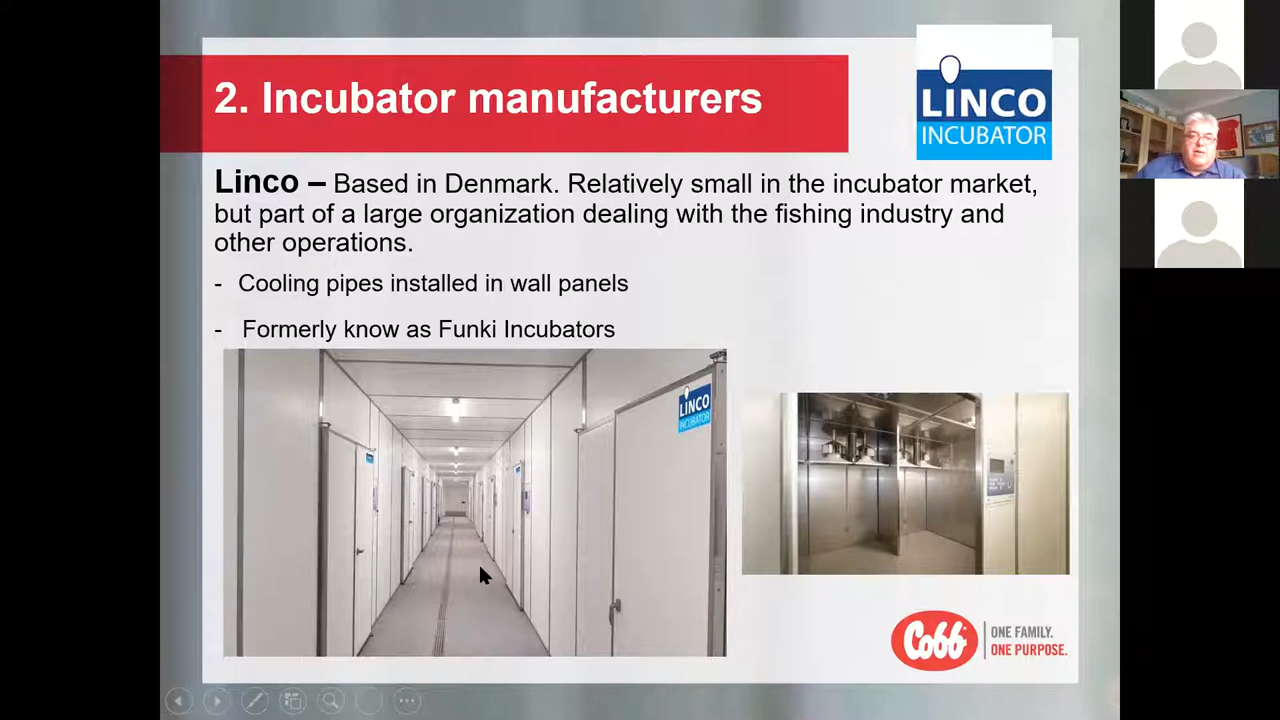 2. Incubator manufacturers
LINCO
INCUBATOR
Linco – Based in Denmark. Relatively small in the incubator market,
but part of a large organization dealing with the fishing industry and
other operations.
- Cooling pipes installed in wall panels
- Formerly know as Funki Incubators
LINCO
INCUBATOR
Cobb
ONE FAMILY.
ONE PURPOSE.